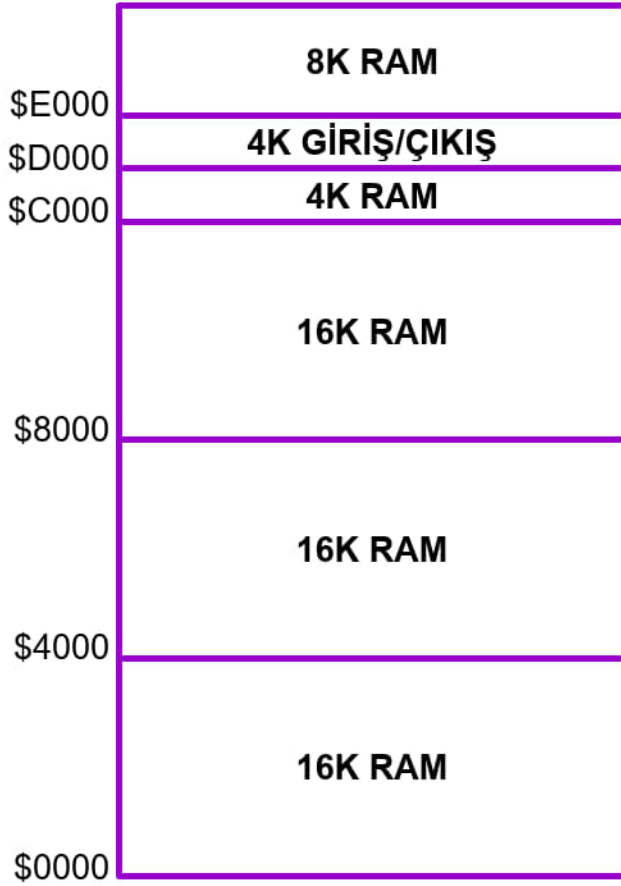 8K RAM
$E000
4K GİRİŞ/ÇIKIŞ
$D000
4K RAM
$C000
16K RAM
$8000
16K RAM
$4000
16K RAM
$0000